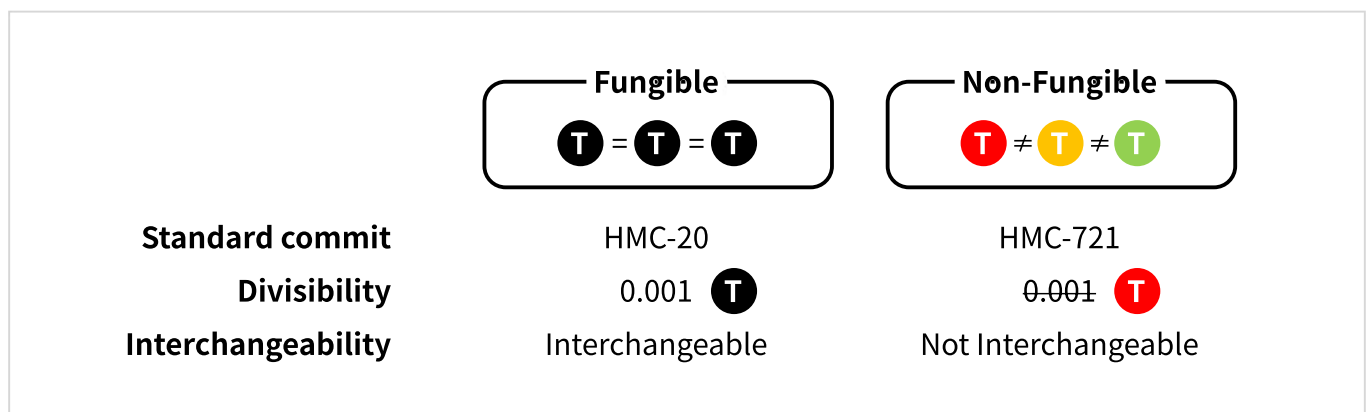 Fungible Non-Fungible
T = T = T T ≠ T ≠ T
Standard commit HMC-20 HMC-721
Divisibility 0.001 T 0.001 T
Interchangeability Interchangeable Not Interchangeable